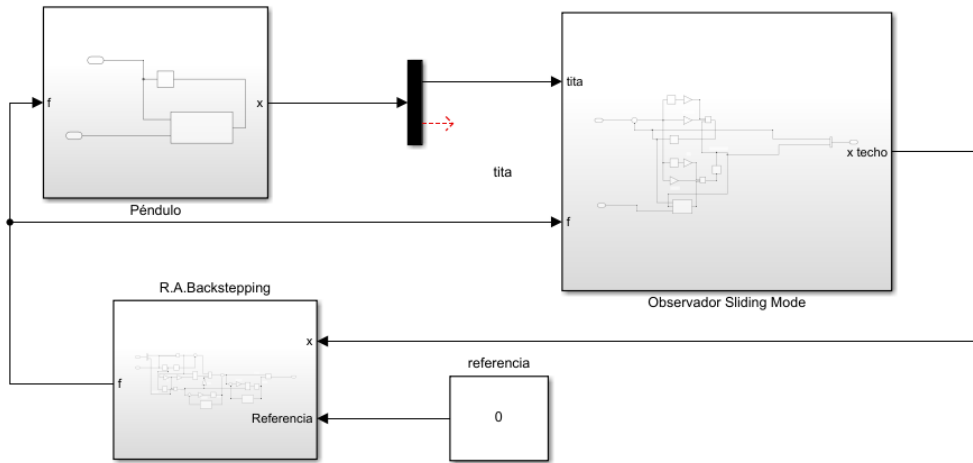 f
x
Péndulo
tita
tita
f
x techo
Observador Sliding Mode
R.A.Backstepping
f
x
Referencia
referencia
0